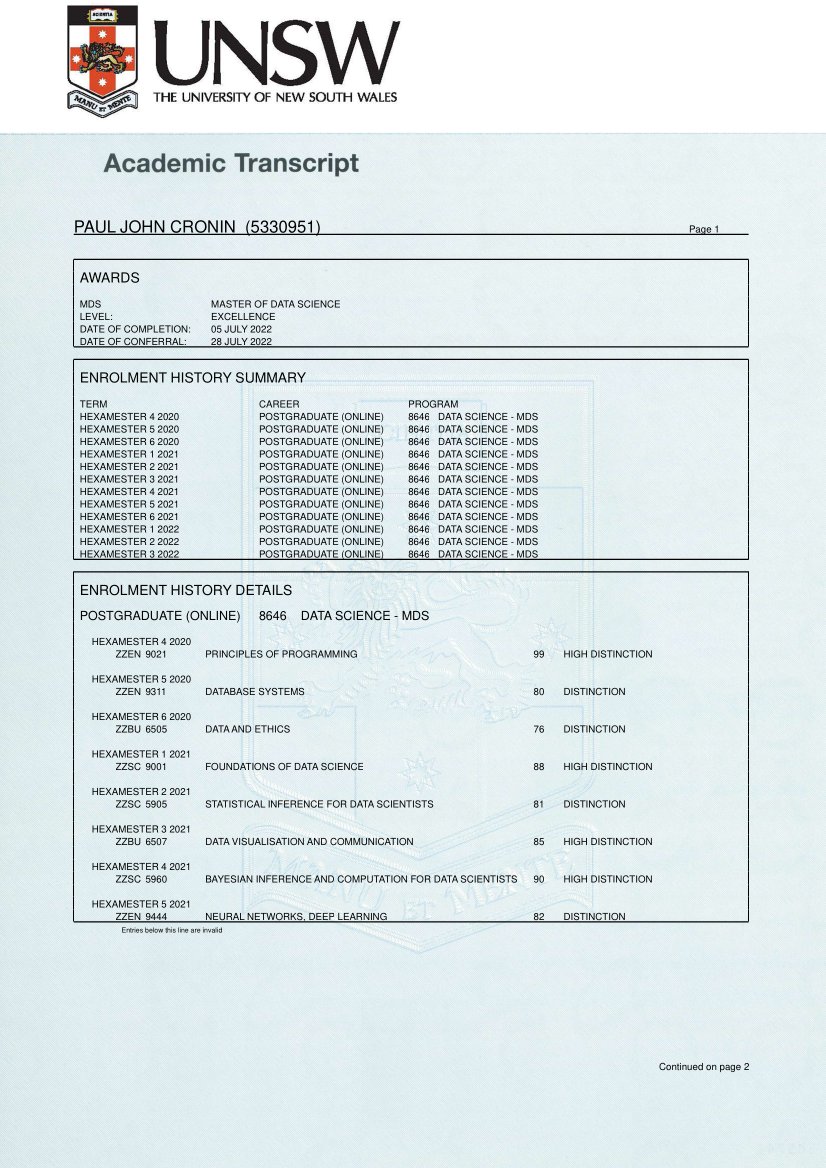 SCIENTIA
MANU ET MENTE
UNSW
THE UNIVERSITY OF NEW SOUTH WALES
Academic Transcript
PAUL JOHN CRONIN (5330951)
Page 1
AWARDS
MDS MASTER OF DATA SCIENCE
LEVEL: EXCELLENCE
DATE OF COMPLETION: 05 JULY 2022
DATE OF CONFERRAL: 28 JULY 2022
ENROLMENT HISTORY SUMMARY
TERM CAREER PROGRAM
HEXAMESTER 4 2020 POSTGRADUATE (ONLINE) 8646 DATA SCIENCE - MDS
HEXAMESTER 5 2020 POSTGRADUATE (ONLINE) 8646 DATA SCIENCE - MDS
HEXAMESTER 6 2020 POSTGRADUATE (ONLINE) 8646 DATA SCIENCE - MDS
HEXAMESTER 1 2021 POSTGRADUATE (ONLINE) 8646 DATA SCIENCE - MDS
HEXAMESTER 2 2021 POSTGRADUATE (ONLINE) 8646 DATA SCIENCE - MDS
HEXAMESTER 3 2021 POSTGRADUATE (ONLINE) 8646 DATA SCIENCE - MDS
HEXAMESTER 4 2021 POSTGRADUATE (ONLINE) 8646 DATA SCIENCE - MDS
HEXAMESTER 5 2021 POSTGRADUATE (ONLINE) 8646 DATA SCIENCE - MDS
HEXAMESTER 6 2021 POSTGRADUATE (ONLINE) 8646 DATA SCIENCE - MDS
HEXAMESTER 1 2022 POSTGRADUATE (ONLINE) 8646 DATA SCIENCE - MDS
HEXAMESTER 2 2022 POSTGRADUATE (ONLINE) 8646 DATA SCIENCE - MDS
HEXAMESTER 3 2022 POSTGRADUATE (ONLINE) 8646 DATA SCIENCE - MDS
ENROLMENT HISTORY DETAILS
POSTGRADUATE (ONLINE) 8646 DATA SCIENCE - MDS
HEXAMESTER 4 2020
ZZEN 9021 PRINCIPLES OF PROGRAMMING 99 HIGH DISTINCTION
HEXAMESTER 5 2020
ZZEN 9311 DATABASE SYSTEMS 80 DISTINCTION
HEXAMESTER 6 2020
ZZBU 6505 DATA AND ETHICS 76 DISTINCTION
HEXAMESTER 1 2021
ZZSC 9001 FOUNDATIONS OF DATA SCIENCE 88 HIGH DISTINCTION
HEXAMESTER 2 2021
ZZSC 5905 STATISTICAL INFERENCE FOR DATA SCIENTISTS 81 DISTINCTION
HEXAMESTER 3 2021
ZZBU 6507 DATA VISUALISATION AND COMMUNICATION 85 HIGH DISTINCTION
HEXAMESTER 4 2021
ZZSC 5960 BAYESIAN INFERENCE AND COMPUTATION FOR DATA SCIENTISTS 90 HIGH DISTINCTION
HEXAMESTER 5 2021
ZZEN 9444 NEURAL NETWORKS, DEEP LEARNING 82 DISTINCTION
Entries below this line are invalid
MANU ET MENTE
Continued on page 2